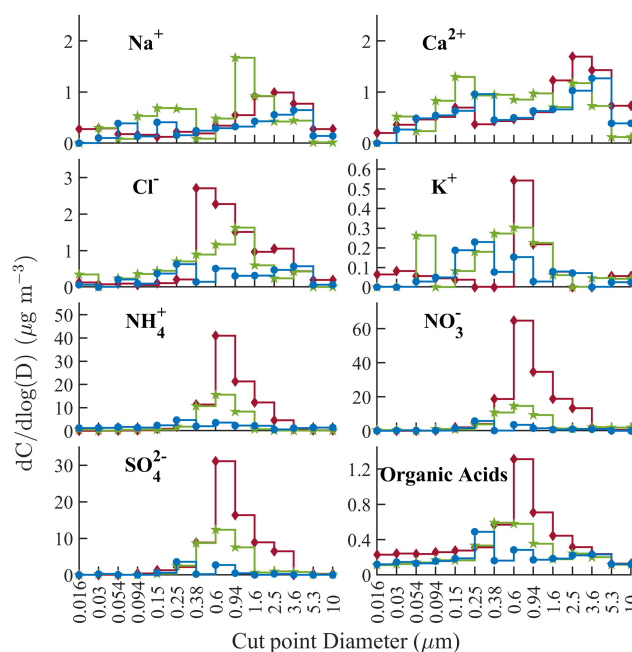 Na+ Ca2+
2 2
1 1
0 0
Cl- K+
3 0.6
0.5
2 0.4
0.3
1 0.2
0.1
0 0
NH4+ NO3-
50
40 60
30 40
20
10 20
0 0
SO42- Organic Acids
30 1.2
20 0.8
10 0.4
0 0
dC/dlog(D) (μg m−3)
0.016 0.03 0.054 0.094 0.15 0.25 0.38 0.6 0.94 1.6 2.5 3.6 5.3 10
0.016 0.03 0.054 0.094 0.15 0.25 0.38 0.6 0.94 1.6 2.5 3.6 5.3 10
Cut point Diameter (μm)